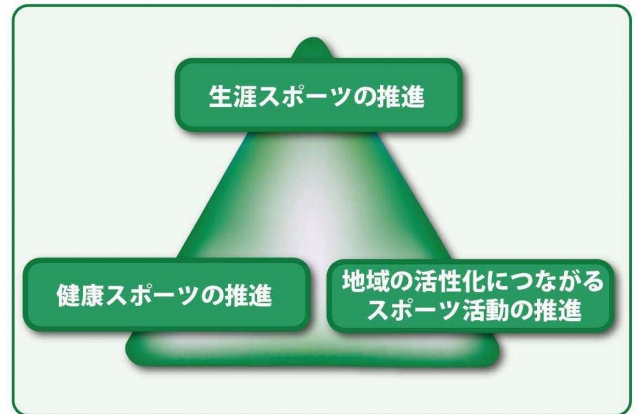 生涯スポーツの推進
健康スポーツの推進
地域の活性化につながる
スポーツ活動の推進